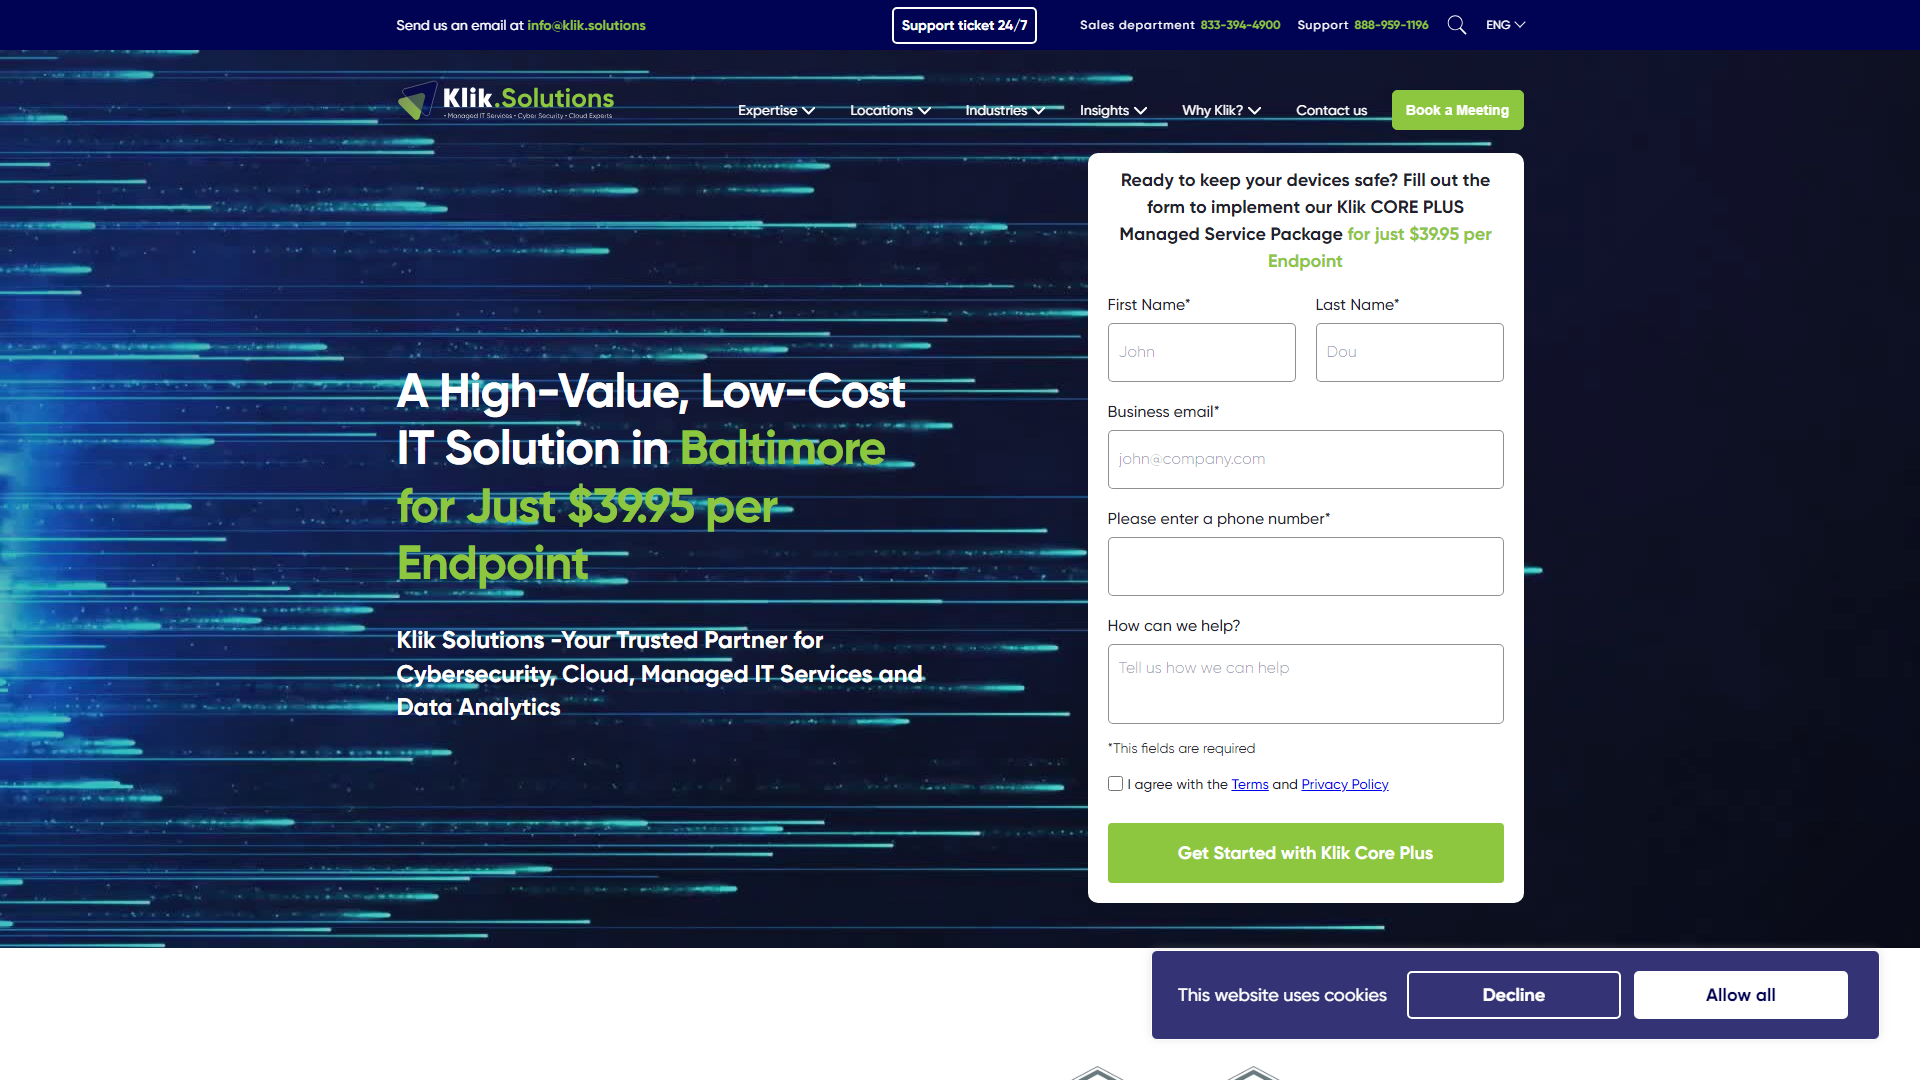 Send us an email at info@klik.solutions
Support ticket 24/7
Sales department 833-394-4900
Support 888-959-1196
ENG
Klik.Solutions
• Managed IT Services • Cyber Security • Cloud Experts
Expertise
Locations
Industries
Insights
Why Klik?
Contact us
Book a Meeting
A High-Value, Low-Cost
IT Solution in Baltimore
for Just $39.95 per
Endpoint
Klik Solutions -Your Trusted Partner for
Cybersecurity, Cloud, Managed IT Services and
Data Analytics
Ready to keep your devices safe? Fill out the
form to implement our Klik CORE PLUS
Managed Service Package for just $39.95 per
Endpoint
First Name*
Last Name*
John
Dou
Business email*
john@company.com
Please enter a phone number*
How can we help?
Tell us how we can help
*This fields are required
I agree with the Terms and Privacy Policy
Get Started with Klik Core Plus
This website uses cookies
Decline
Allow all